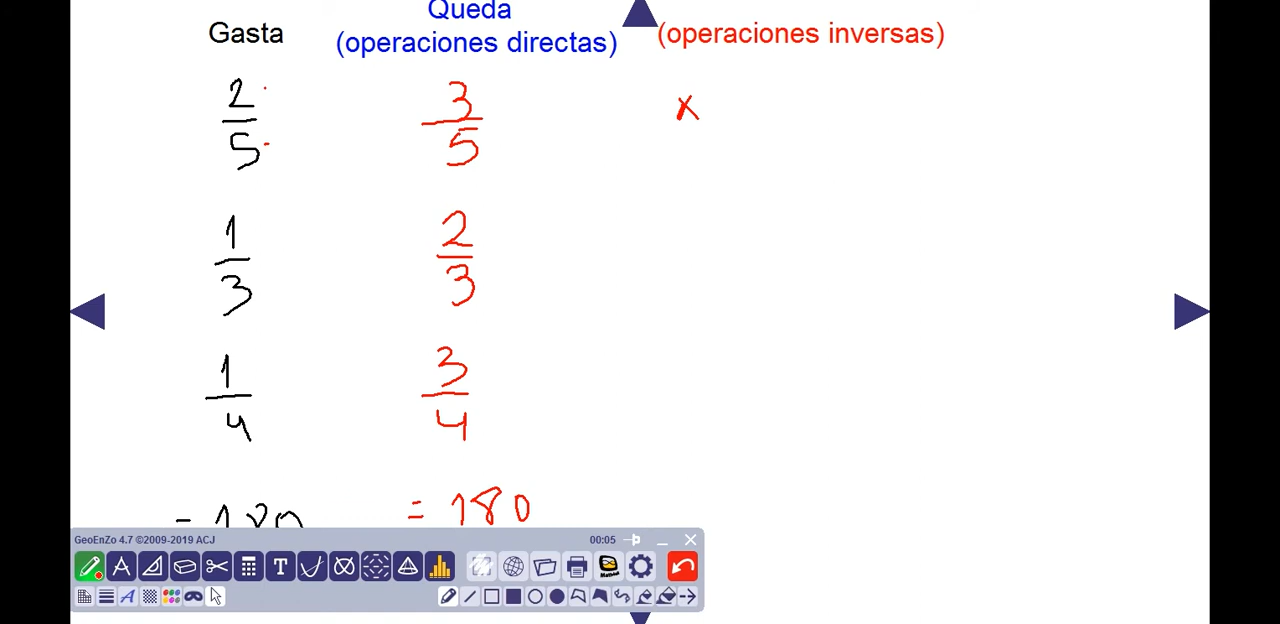 Gasta Queda (operaciones inversas)
(operaciones directas)
2/5 3/5 x
1/3 2/3
1/4 3/4
= 180 = 180
GeoEnZo 4.7 ©2009-2019 ACJ 00:05